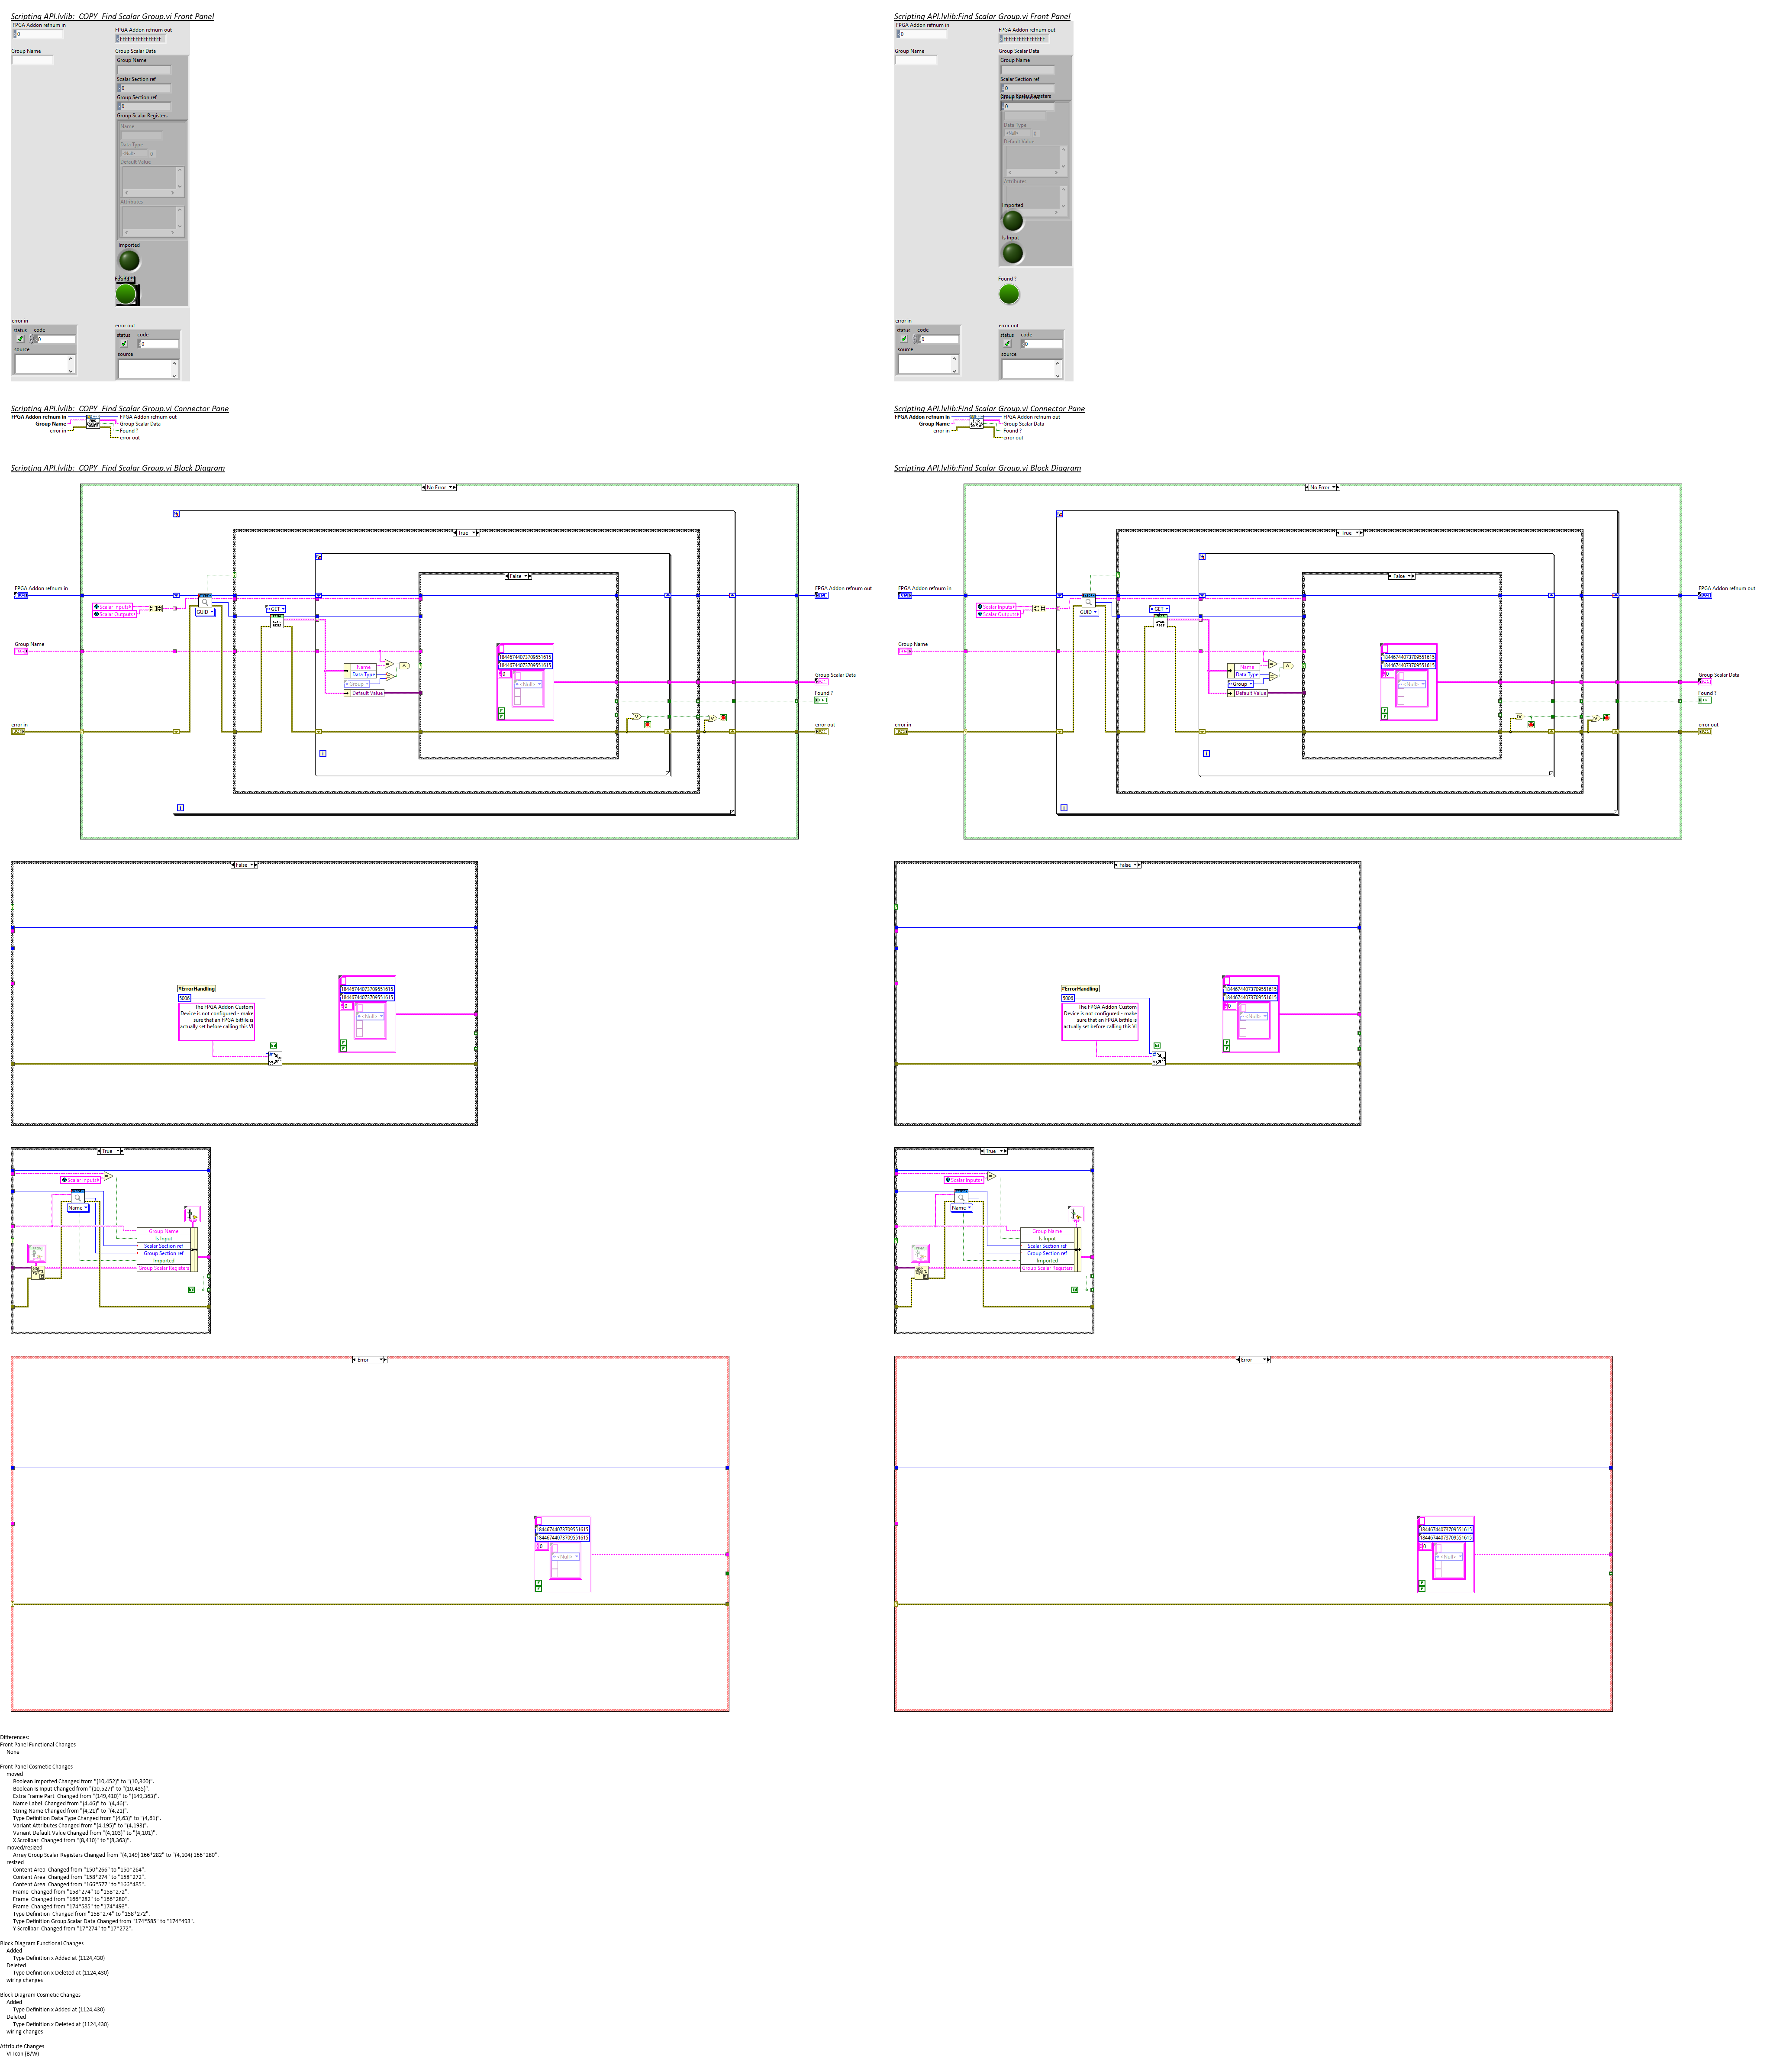 Scripting API.lvlib:_COPY_Find Scalar Group.vi Front Panel
FPGA Addon refnum in
0
FPGA Addon refnum out
FFFFFFFFFFFFFFFF
Group Name
Group Scalar Data
Group Name
Scalar Section ref
0
Group Section ref
0
Group Scalar Registers
Name
Data Type
<Null>
Default Value
Attributes
Imported
error in
status code
0
source
error out
status code
0
source
Scripting API.lvlib:Find Scalar Group.vi Front Panel
FPGA Addon refnum in
0
FPGA Addon refnum out
FFFFFFFFFFFFFFFF
Group Name
Group Scalar Data
Group Name
Scalar Section ref
0
Group Scalar Registers
0
Data Type
<Null>
Default Value
Attributes
Imported
Is Input
Found ?
error in
status code
0
source
error out
status code
0
source
Scripting API.lvlib:_COPY_Find Scalar Group.vi Connector Pane
FPGA Addon refnum in
Group Name
error in
FPGA Addon refnum out
Group Scalar Data
Found ?
error out
Scripting API.lvlib:Find Scalar Group.vi Connector Pane
FPGA Addon refnum in
Group Name
error in
FPGA Addon refnum out
Group Scalar Data
Found ?
error out
Scripting API.lvlib:_COPY_Find Scalar Group.vi Block Diagram
No Error
True
False
FPGA Addon refnum in
Scalar Inputs
Scalar Outputs
GUID
GET
Group Name
Name
Data Type
Group
Default Value
18446744073709551615
18446744073709551615
0
<Null>
F
F
error in
i
i
FPGA Addon refnum out
Group Scalar Data
Found ?
error out
Scripting API.lvlib:Find Scalar Group.vi Block Diagram
No Error
True
False
FPGA Addon refnum in
Scalar Inputs
Scalar Outputs
GUID
GET
Group Name
Name
Data Type
Group
Default Value
18446744073709551615
18446744073709551615
0
<Null>
F
F
error in
i
i
FPGA Addon refnum out
Group Scalar Data
Found ?
error out
False
#ErrorHandling
5006
The FPGA Addon Custom
Device is not configured - make
sure that an FPGA bitfile is
actually set before calling this VI
18446744073709551615
18446744073709551615
0
<Null>
F
F
False
#ErrorHandling
5006
The FPGA Addon Custom
Device is not configured - make
sure that an FPGA bitfile is
actually set before calling this VI
18446744073709551615
18446744073709551615
0
<Null>
F
F
True
Scalar Inputs
Name
Group Name
Is Input
Scalar Section ref
Group Section ref
Imported
Group Scalar Registers
True
Scalar Inputs
Name
Group Name
Is Input
Scalar Section ref
Group Section ref
Imported
Group Scalar Registers
Error
18446744073709551615
18446744073709551615
0
<Null>
F
F
Error
18446744073709551615
18446744073709551615
0
<Null>
F
F
Differences:
Front Panel Functional Changes
None
Front Panel Cosmetic Changes
moved
Boolean Imported Changed from "(10,452)" to "(10,360)".
Boolean Is Input Changed from "(10,527)" to "(10,435)".
Extra Frame Part  Changed from "(149,410)" to "(149,363)".
Name Label  Changed from "(4,46)" to "(4,46)".
String Name Changed from "(4,21)" to "(4,21)".
Type Definition Data Type Changed from "(4,63)" to "(4,61)".
Variant Attributes Changed from "(4,195)" to "(4,193)".
Variant Default Value Changed from "(4,103)" to "(4,101)".
X Scrollbar  Changed from "(8,410)" to "(8,363)".
moved/resized
Array Group Scalar Registers Changed from "(4,149) 166*282" to "(4,104) 166*280".
resized
Content Area  Changed from "150*266" to "150*264".
Content Area  Changed from "158*274" to "158*272".
Content Area  Changed from "166*577" to "166*485".
Frame  Changed from "158*274" to "158*272".
Frame  Changed from "166*282" to "166*280".
Frame  Changed from "174*585" to "174*493".
Type Definition  Changed from "158*274" to "158*272".
Type Definition Group Scalar Data Changed from "174*585" to "174*493".
Y Scrollbar  Changed from "17*274" to "17*272".
Block Diagram Functional Changes
Added
Type Definition x Added at (1124,430)
Deleted
Type Definition x Deleted at (1124,430)
wiring changes
Block Diagram Cosmetic Changes
Added
Type Definition x Added at (1124,430)
Deleted
Type Definition x Deleted at (1124,430)
wiring changes
Attribute Changes
VI Icon (B/W)